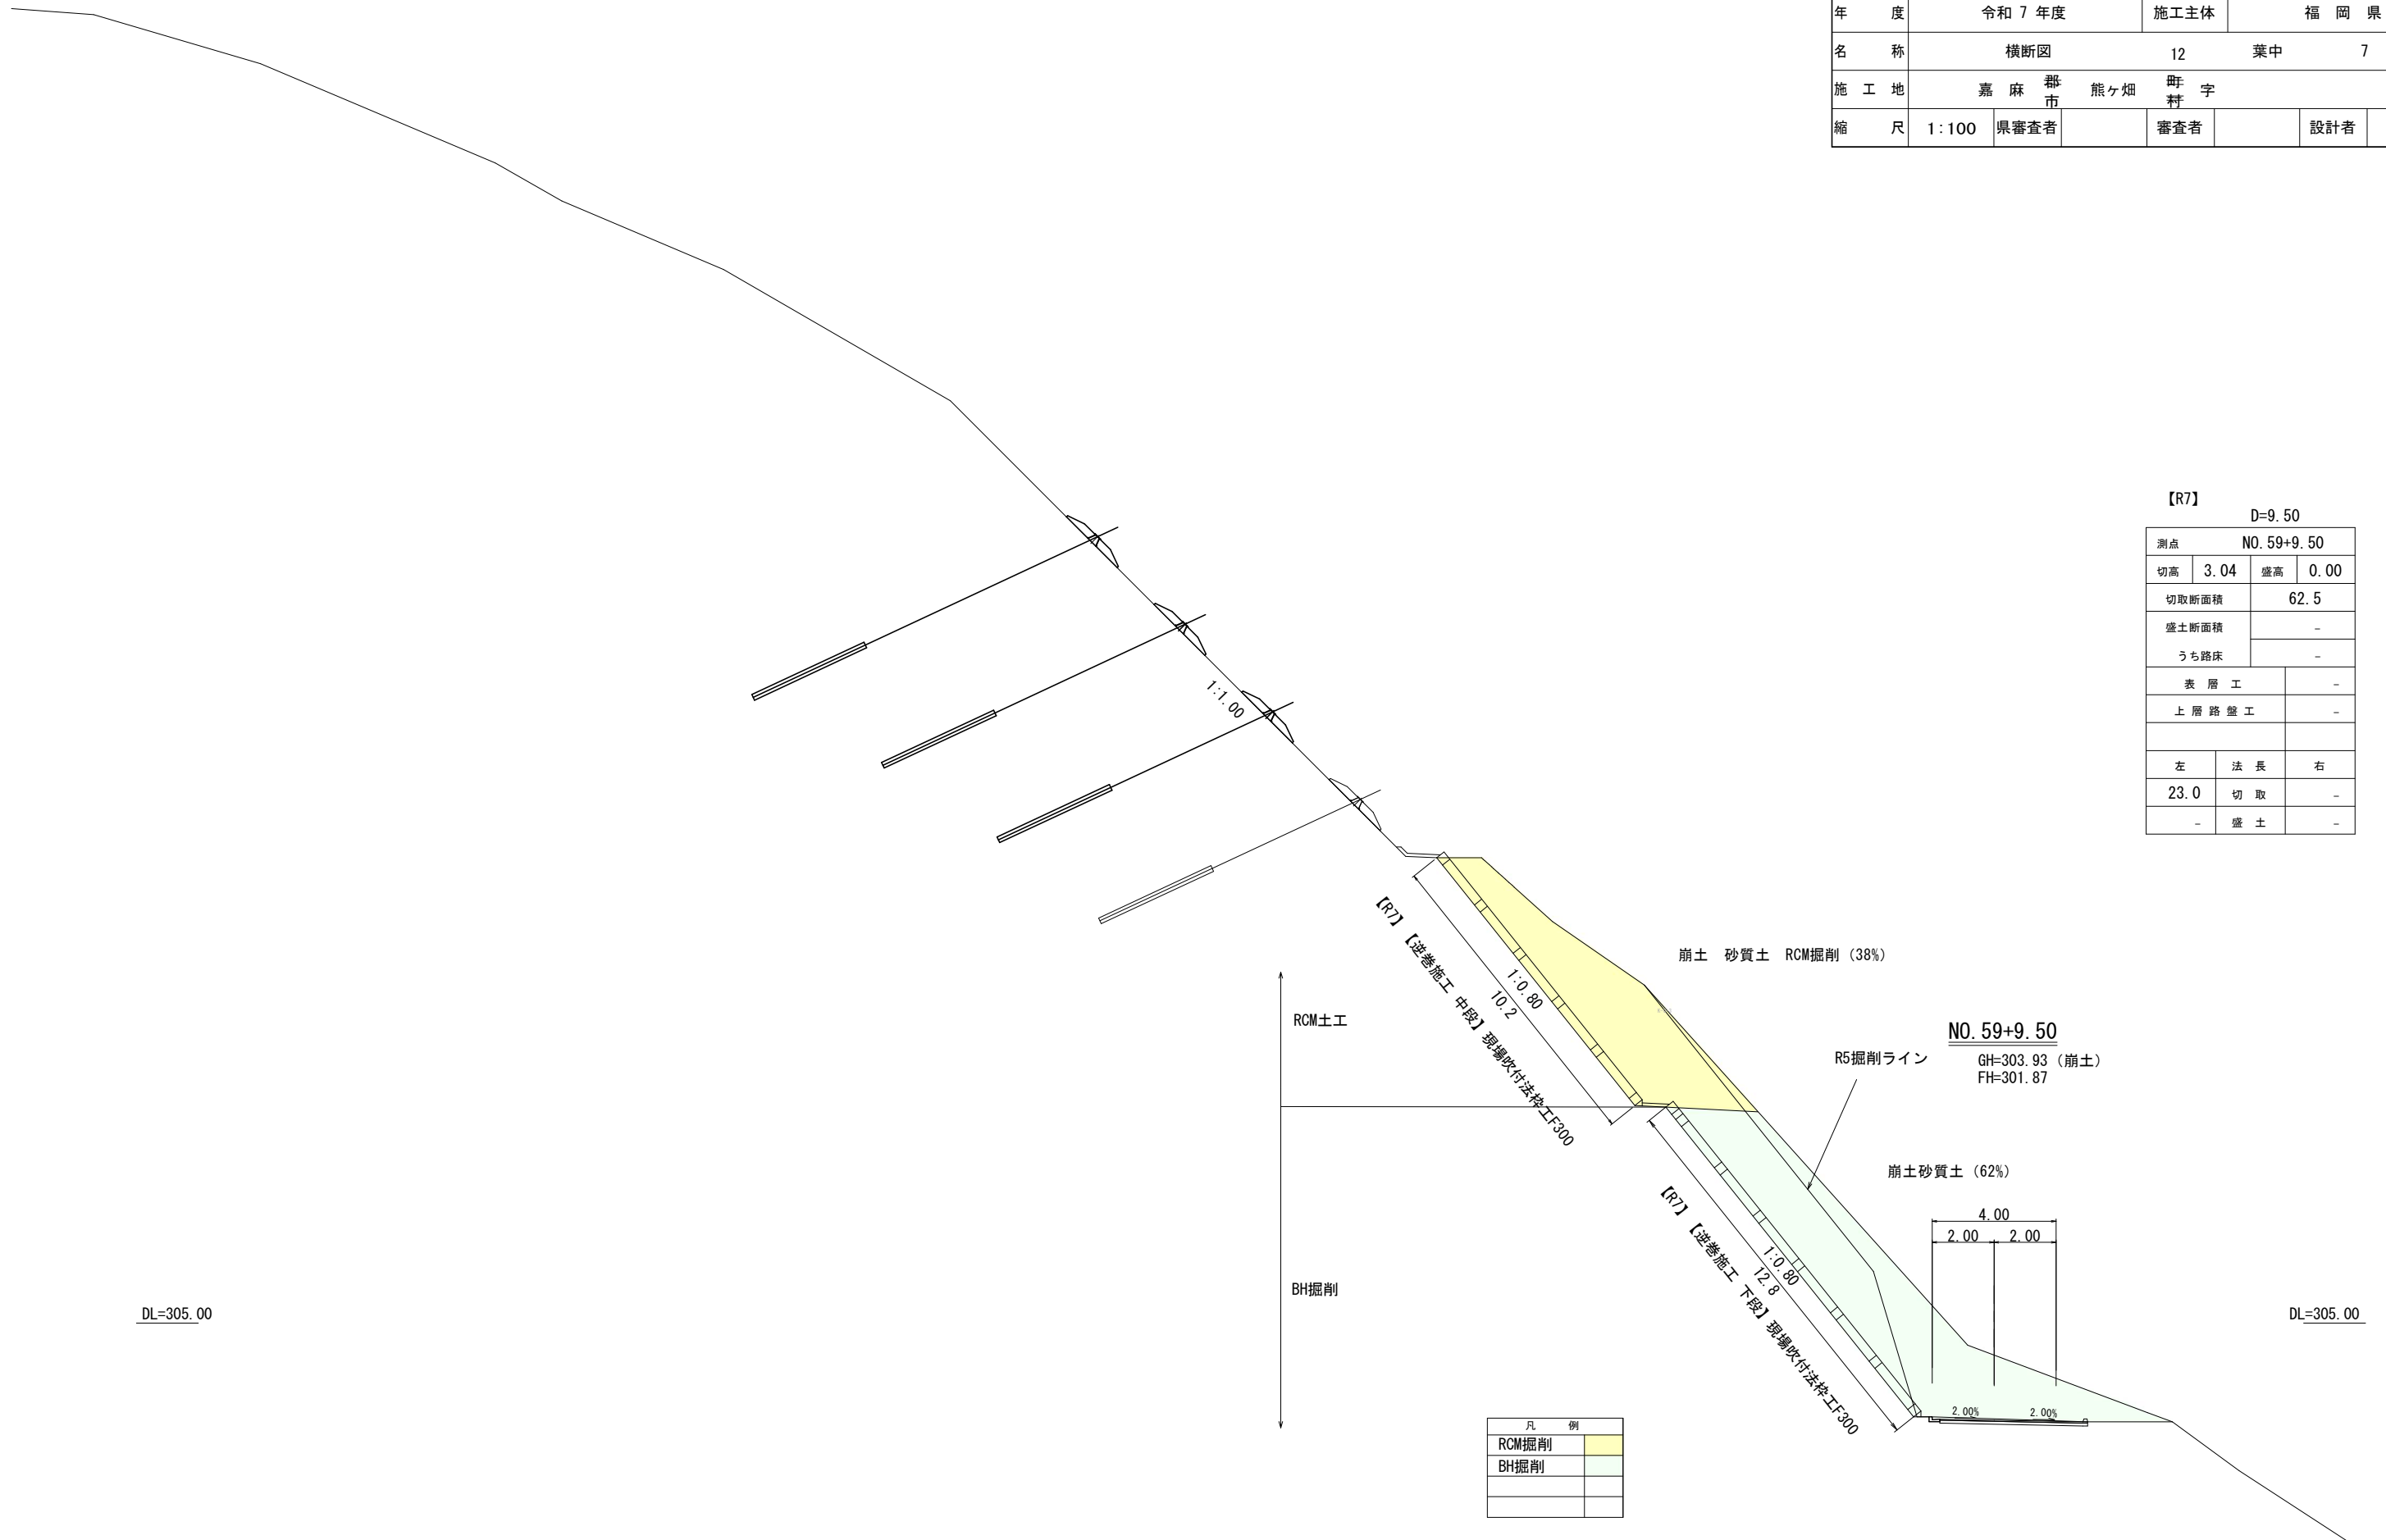 年 度 令和 7 年度 施工主体 福 岡 県
名 称 横断図 12 葉中 7
施 工 地 嘉 麻 郡 市 熊ヶ畑 町 村 字
縮 尺 1:100 県審査者 審査者 設計者
【R7】
D=9.50
測点 NO.59+9.50
切高 3.04 盛高 0.00
切取断面積 62.5
盛土断面積 -
うち路床 -
表 層 工 -
上 層 路 盤 工 -
左 法 長 右
23.0 切 取 -
- 盛 土 -
1:1.00
【R7】【逆巻施工 中段】現場吹付法枠工F300
1:0.80
10.2
崩土 砂質土 RCM掘削（38%）
RCM土工
NO.59+9.50
GH=303.93（崩土）
FH=301.87
R5掘削ライン
崩土砂質土（62%）
4.00
2.00 2.00
【R7】【逆巻施工 下段】現場吹付法枠工F300
1:0.80
12.8
BH掘削
DL=305.00
DL=305.00
2.00% 2.00%
凡 例
RCM掘削
BH掘削